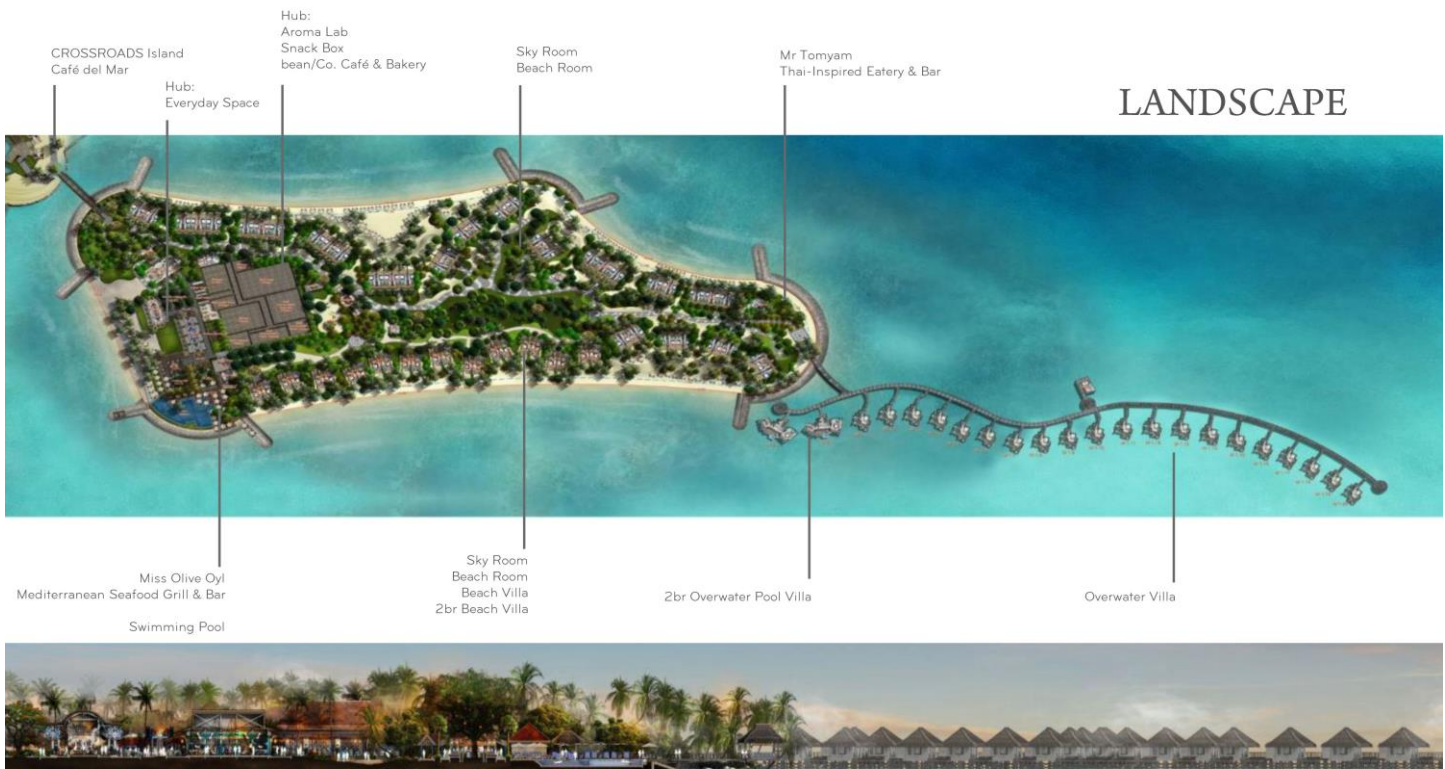 Hub:
Aroma Lab
Snack Box
bean/Co. Café & Bakery
CROSSROADS Island
Café del Mar
Sky Room
Beach Room
Mr Tomyam
Thai-Inspired Eatery & Bar
Hub:
Everyday Space
LANDSCAPE
Miss Olive Oyl
Mediterranean Seafood Grill & Bar
Swimming Pool
Sky Room
Beach Room
Beach Villa
2br Beach Villa
2br Overwater Pool Villa
Overwater Villa